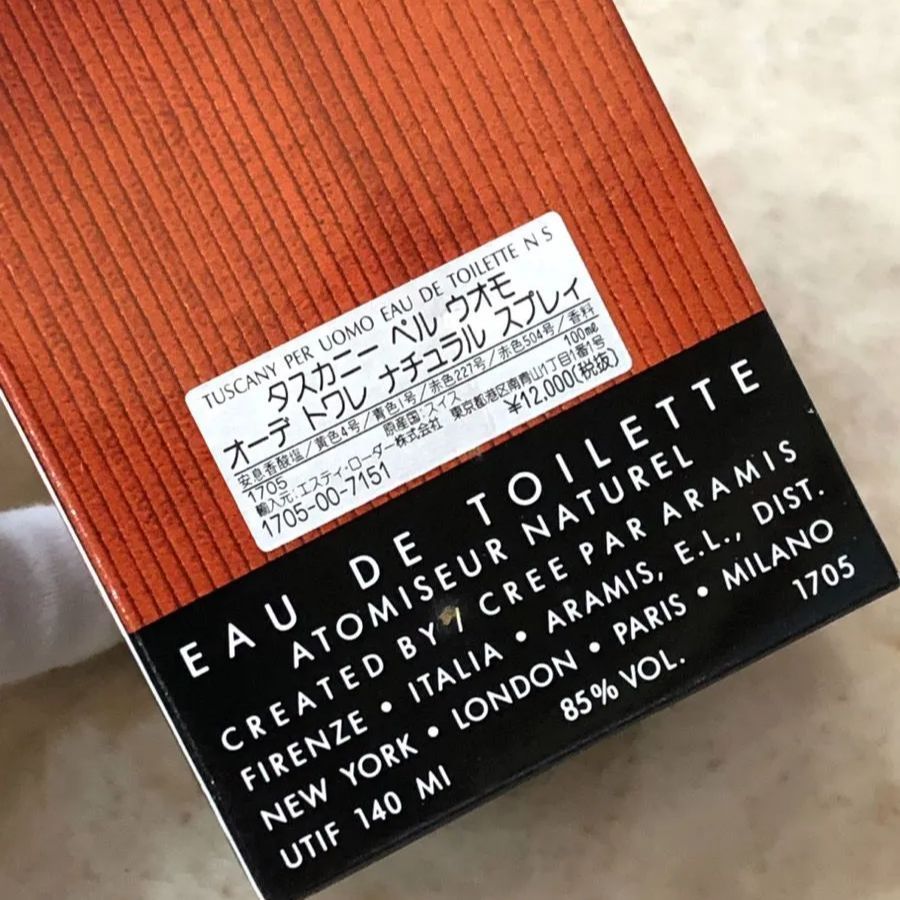 TUSCANY PER UOMO EAU DE TOILETTE N S
タスカニー ペル ウオモ
オーデ トワレ ナチュラル スプレイ
安息香酸塩/黄色4号/青色1号/赤色227号/赤色504号/香料
1705 原産国:スイス 100mℓ
輸入元:エスティ・ローダー株式会社 東京都港区南青山1丁目1番1号
1705-00-7151 ¥12,000(税抜)
EAU DE TOILETTE
ATOMISEUR NATUREL
CREATED BY / CREE PAR ARAMIS
FIRENZE • ITALIA • ARAMIS, E.L., DIST.
NEW YORK • LONDON • PARIS • MILANO
UTIF 140 MI 85% VOL. 1705